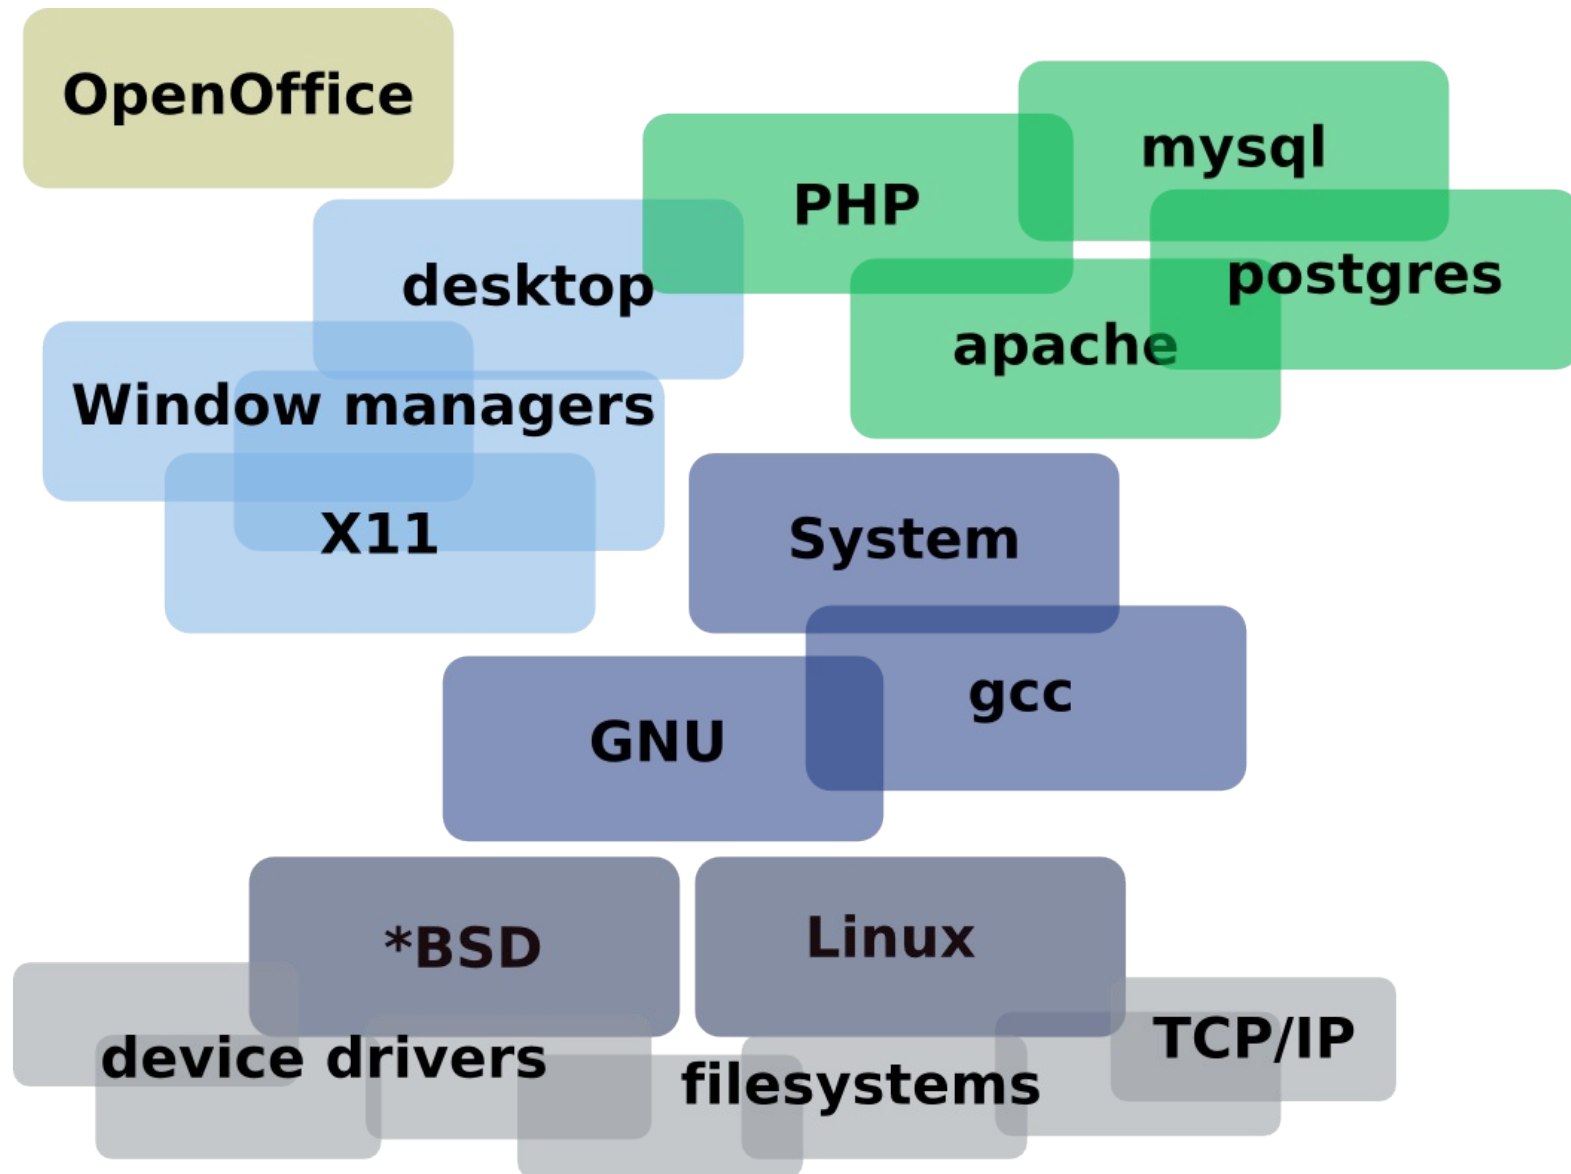 OpenOffice
mysql
PHP
postgres
desktop
apache
Window managers
X11
System
gcc
GNU
*BSD
Linux
TCP/IP
device drivers
filesystems